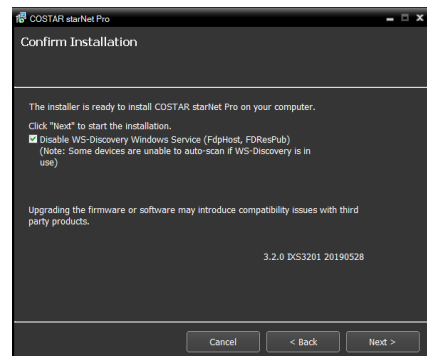 COSTAR starNet Pro
Confirm Installation
The installer is ready to install COSTAR starNet Pro on your computer.
Click "Next" to start the installation.
Disable WS-Discovery Windows Service (FdpHost, FDResPub)
(Note: Some devices are unable to auto-scan if WS-Discovery is in
use)
Upgrading the firmware or software may introduce compatibility issues with third
party products.
3.2.0 IXS3201 20190528
Cancel
< Back
Next >